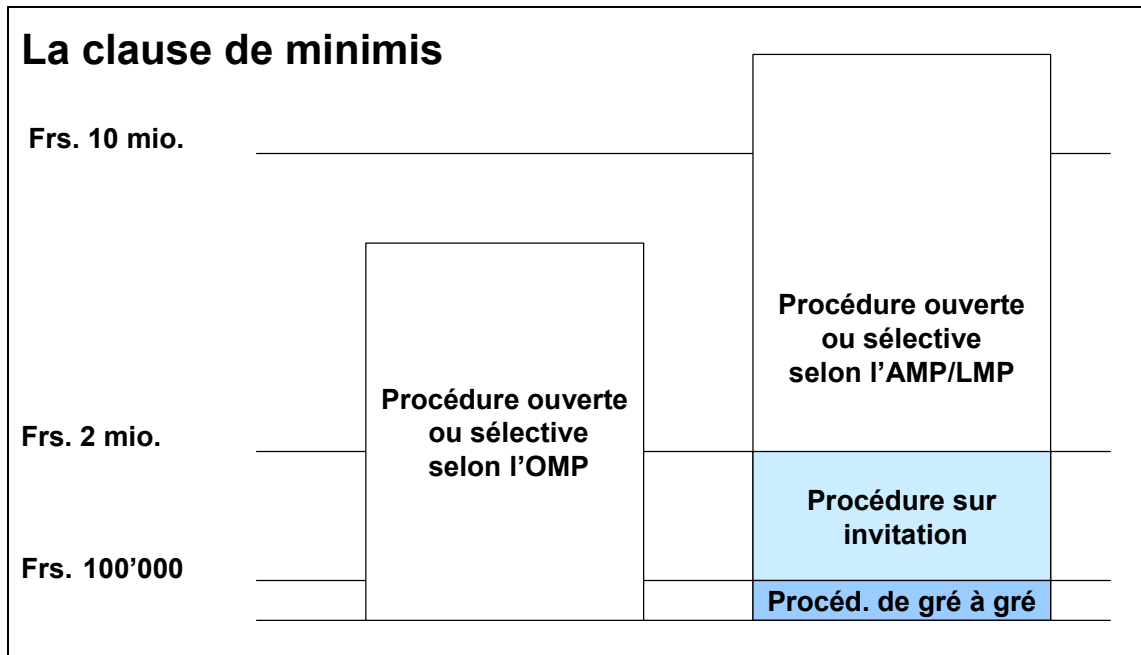 La clause de minimis
Frs. 10 mio.
Procédure ouverte
ou sélective
selon l’AMP/LMP
Procédure ouverte
ou sélective
selon l’OMP
Frs. 2 mio.
Procédure sur
invitation
Frs. 100’000
Procéd. de gré à gré